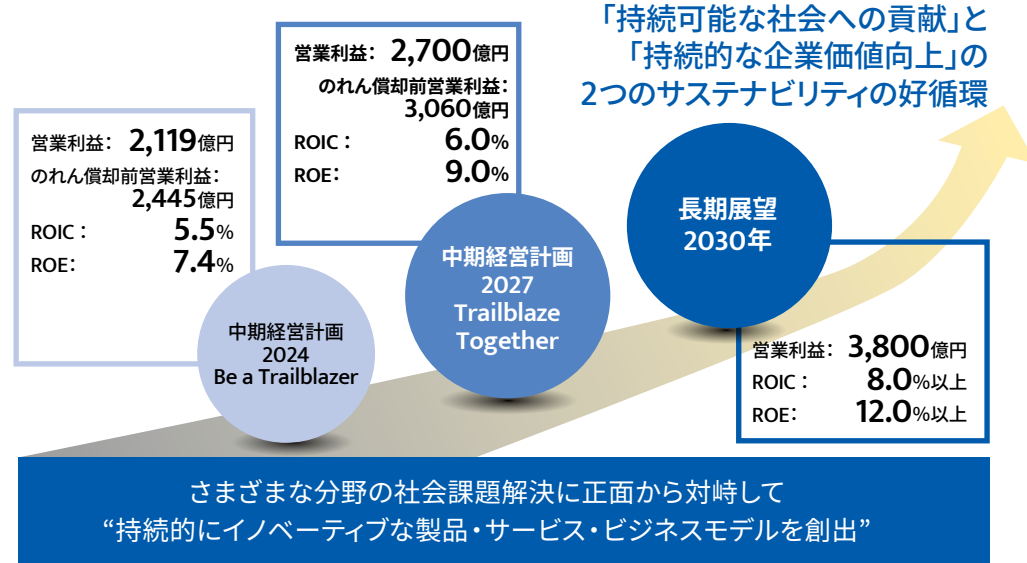 「持続可能な社会への貢献」と
「持続的な企業価値向上」の
2つのサステナビリティの好循環
営業利益： 2,119億円
のれん償却前営業利益：
2,445億円
ROIC： 5.5%
ROE： 7.4%
中期経営計画
2024
Be a Trailblazer
営業利益： 2,700億円
のれん償却前営業利益：
3,060億円
ROIC： 6.0%
ROE： 9.0%
中期経営計画
2027
Trailblaze
Together
長期展望
2030年
営業利益： 3,800億円
ROIC： 8.0%以上
ROE： 12.0%以上
さまざまな分野の社会課題解決に正面から対峙して
“持続的にイノベーティブな製品・サービス・ビジネスモデルを創出”